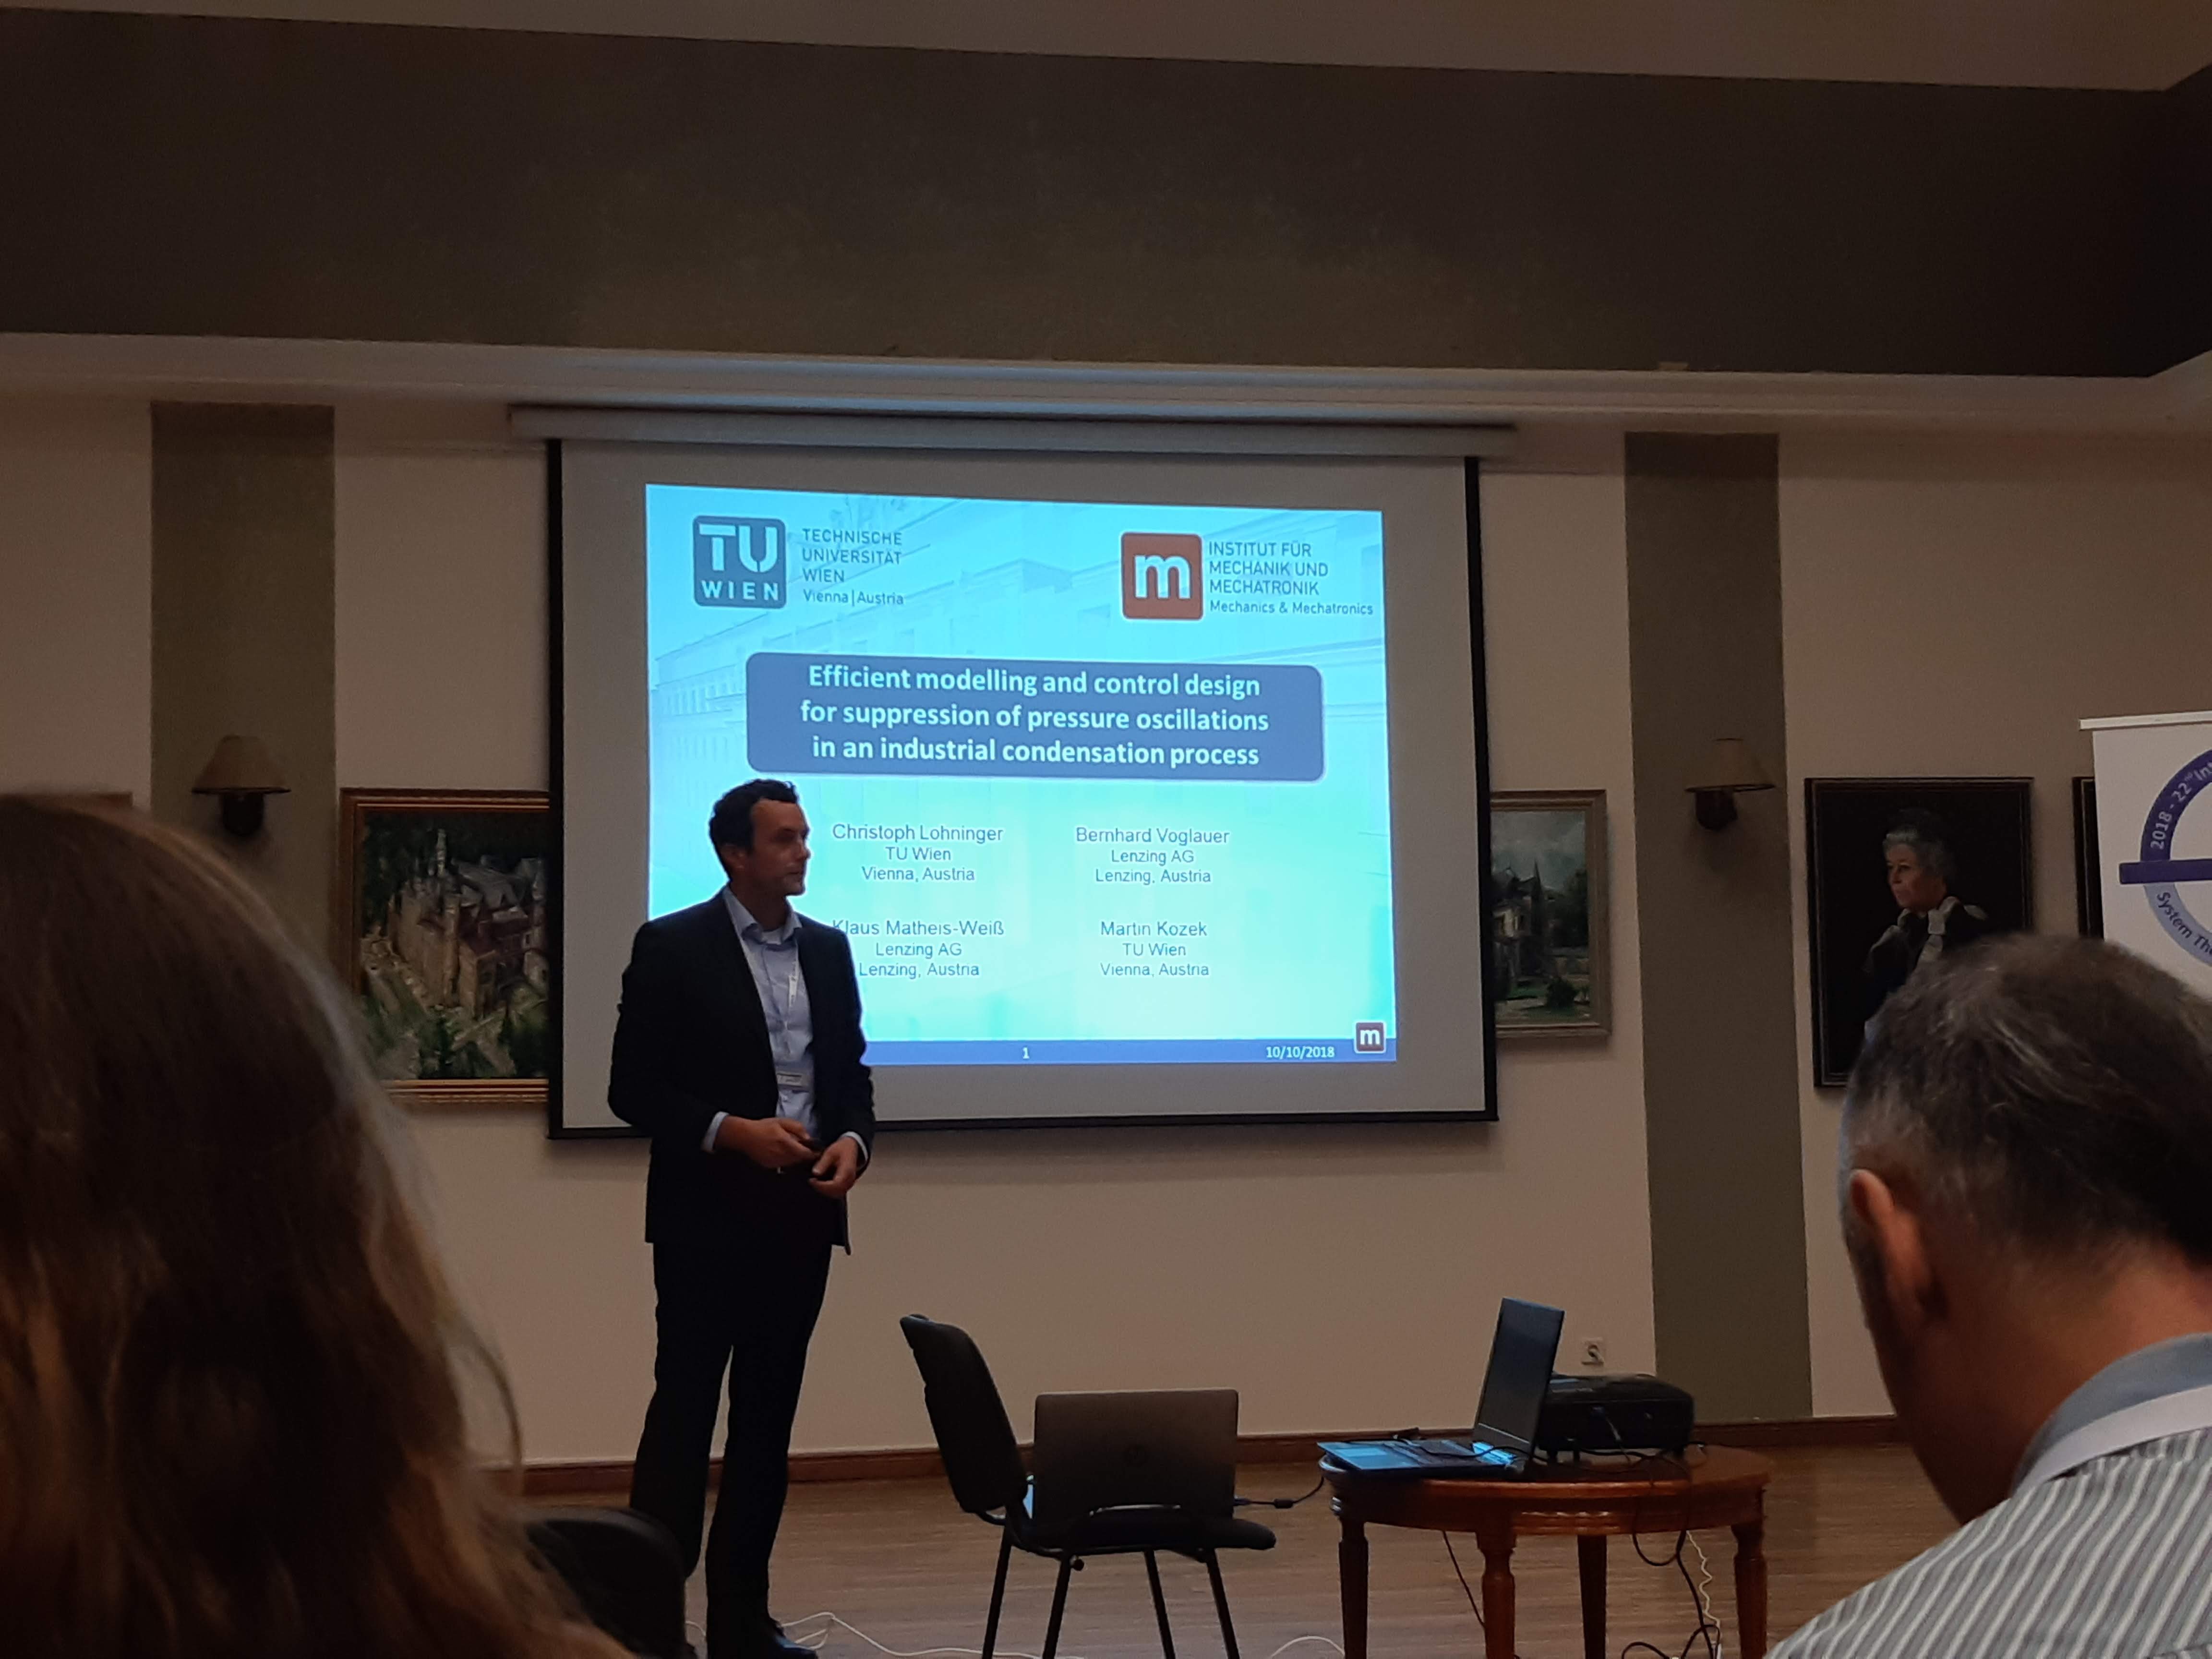 TU
WIEN
TECHNISCHE
UNIVERSITÄT
WIEN
Vienna | Austria
m
INSTITUT FÜR
MECHANIK UND
MECHATRONIK
Mechanics & Mechatronics
Efficient modelling and control design
for suppression of pressure oscillations
in an industrial condensation process
Christoph Lohninger
TU Wien
Vienna, Austria
Bernhard Voglauer
Lenzing AG
Lenzing, Austria
Klaus Matheis-Weiß
Lenzing AG
Lenzing, Austria
Martin Kozek
TU Wien
Vienna, Austria
1
10/10/2018
m
2018 - 22nd
System